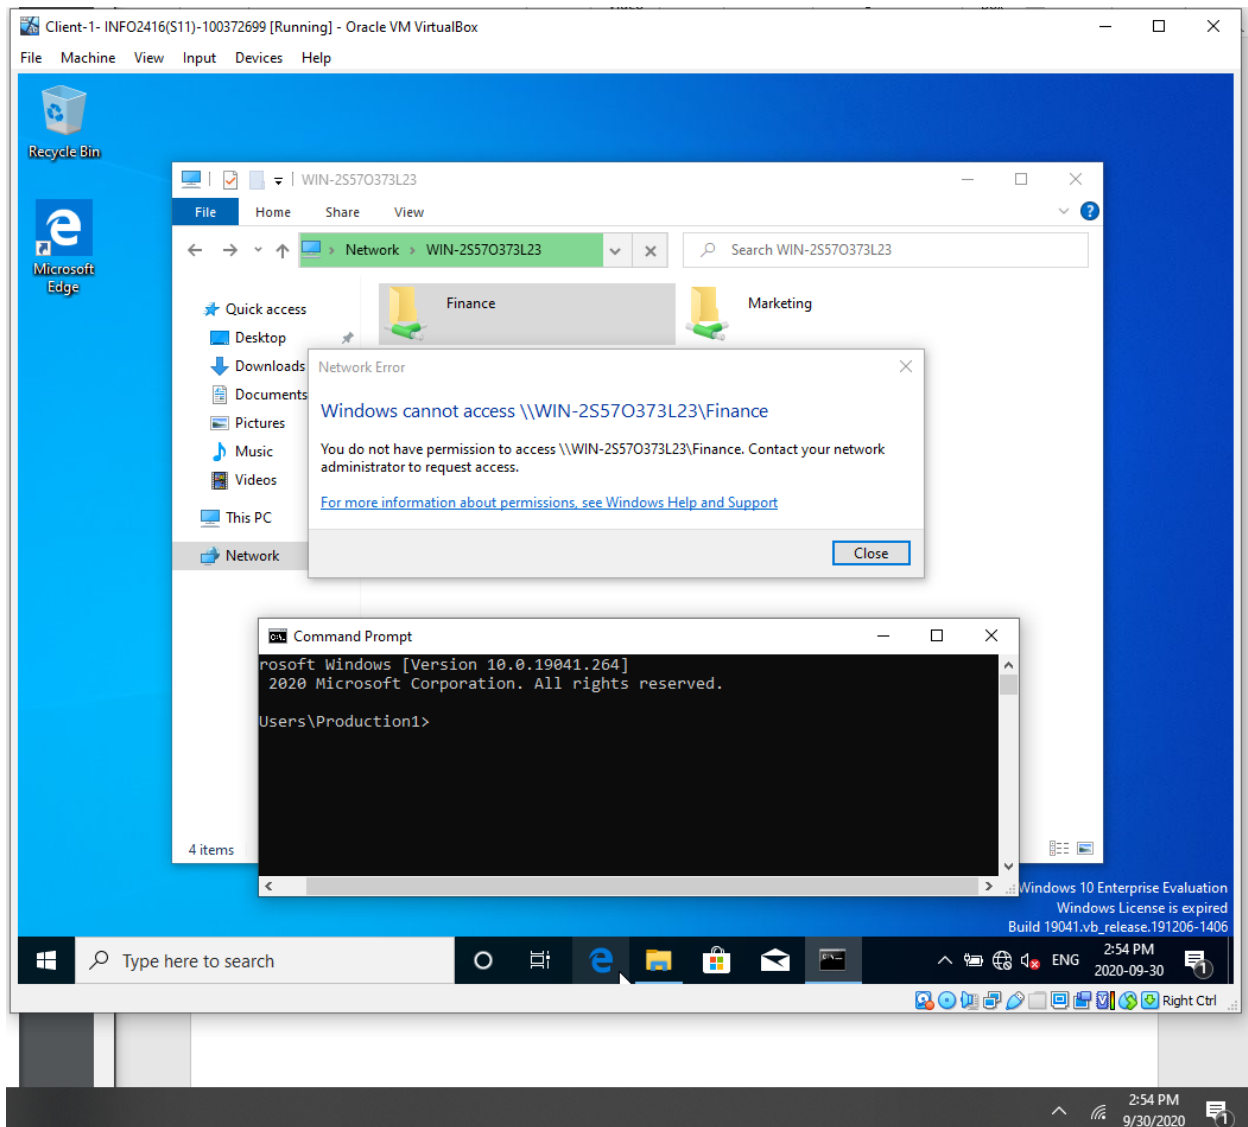 Client-1- INFO2416(S11)-100372699 [Running] - Oracle VM VirtualBox
File Machine View Input Devices Help
Recycle Bin
Microsoft
Edge
WIN-2S57O373L23
File Home Share View
Network > WIN-2S57O373L23
Search WIN-2S57O373L23
Quick access
Desktop
Downloads
Documents
Pictures
Music
Videos
This PC
Network
Finance
Marketing
Network Error
Windows cannot access \\WIN-2S57O373L23\Finance
You do not have permission to access \\WIN-2S57O373L23\Finance. Contact your network
administrator to request access.
For more information about permissions, see Windows Help and Support
Close
4 items
Command Prompt
rosoft Windows [Version 10.0.19041.264]
2020 Microsoft Corporation. All rights reserved.
Users\Production1>
Windows 10 Enterprise Evaluation
Windows License is expired
Build 19041.vb_release.191206-1406
Type here to search
ENG
2:54 PM
2020-09-30
1
Right Ctrl
2:54 PM
9/30/2020
1